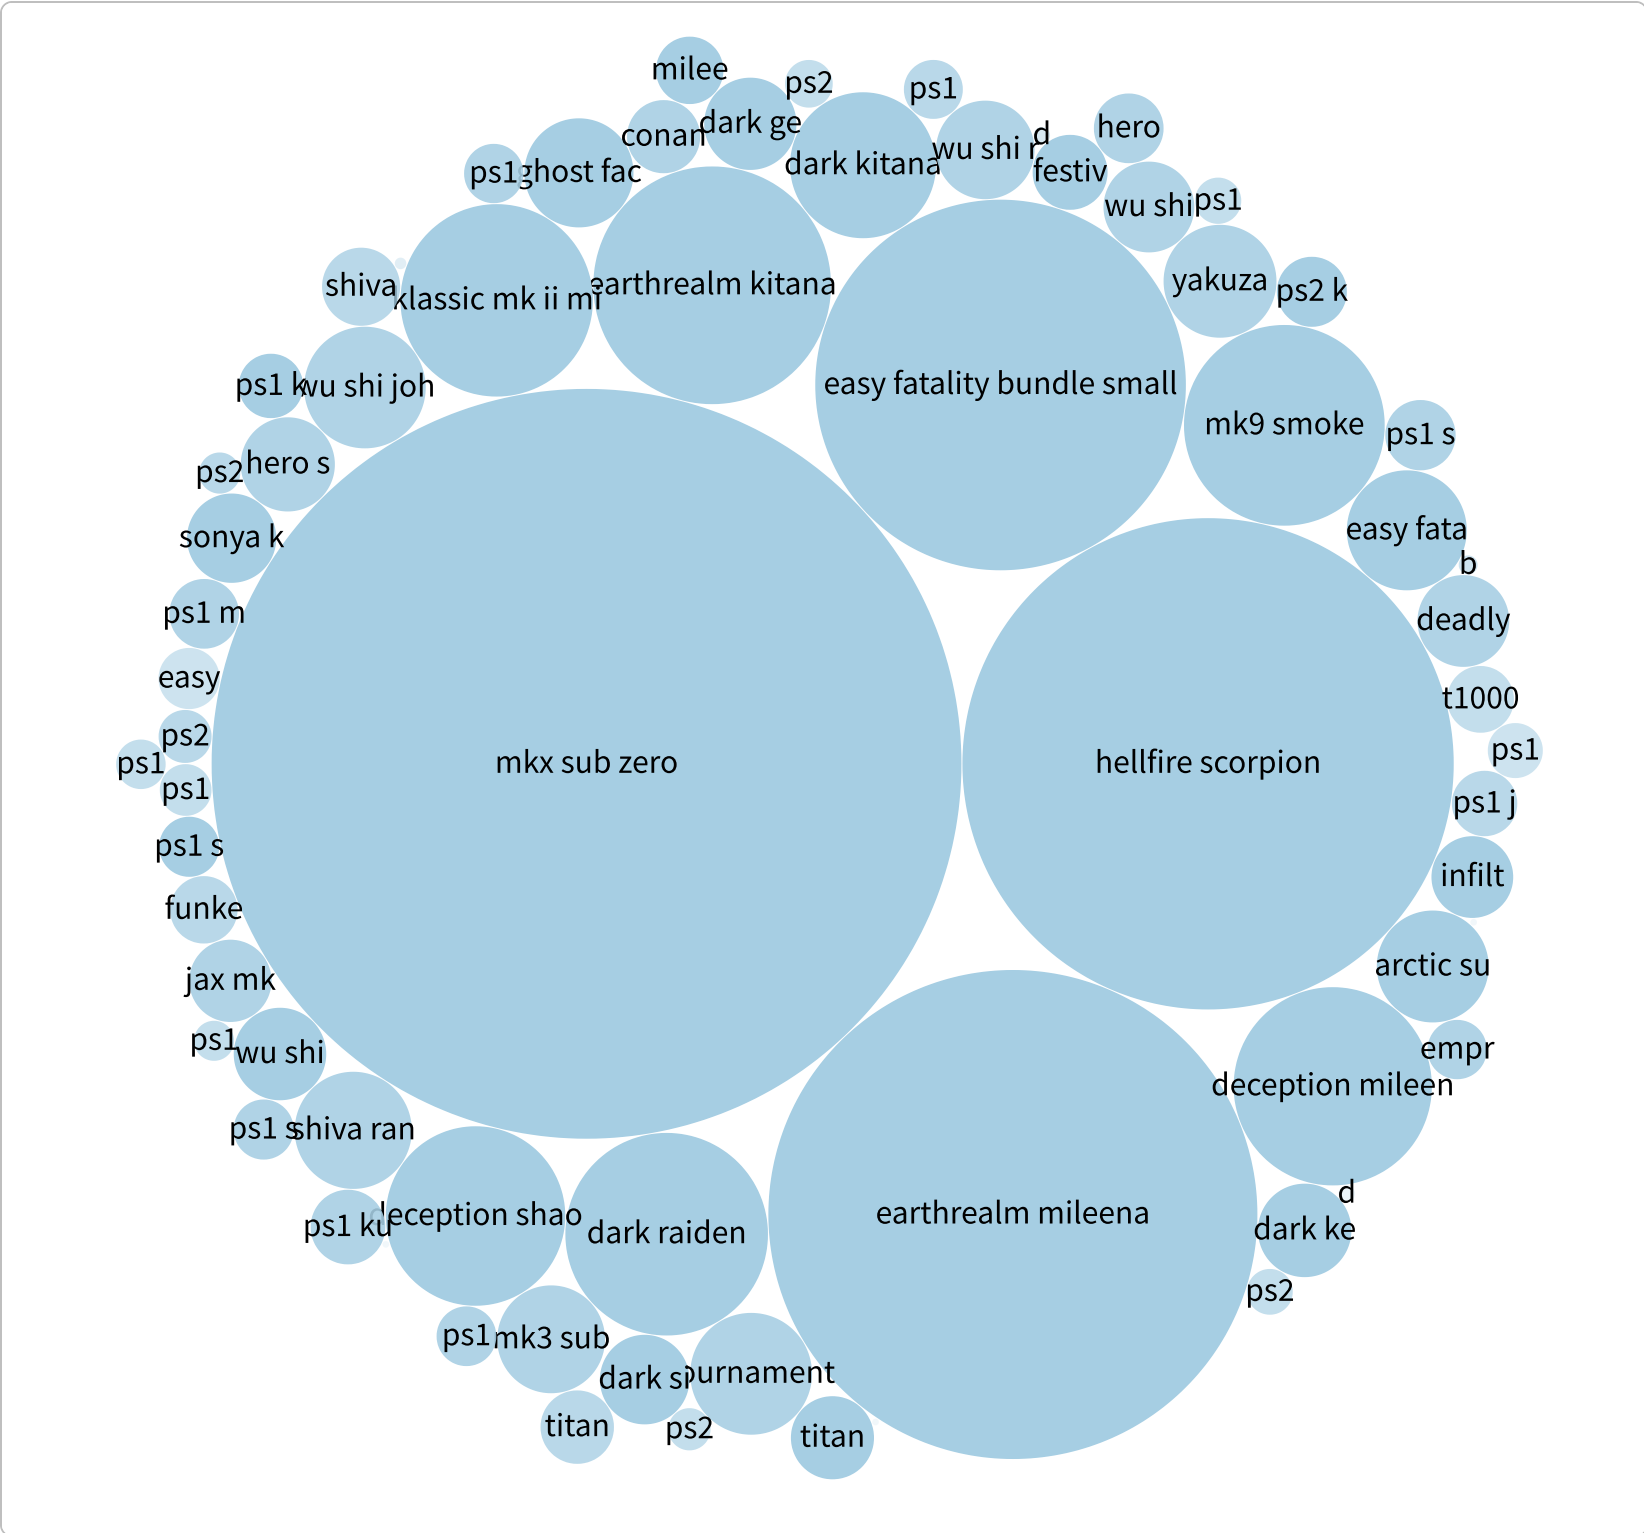 milee
ps2
ps1
dark ge
conan
d
hero
ps1
ghost fac
dark kitana
wu shi r
festiv
wu shi
ps1
shiva
klassic mk ii mi
earthrealm kitana
yakuza
ps2 k
ps1 k
wu shi joh
easy fatality bundle small
mk9 smoke
ps1 s
ps2
hero s
sonya k
easy fata
b
ps1 m
deadly
easy
t1000
ps2
ps1
ps1
mkx sub zero
hellfire scorpion
ps1
ps1 j
ps1 s
infilt
funke
jax mk
arctic su
ps1
wu shi
empr
deception mileen
ps1 s
shiva ran
d
ps1 ku
deception shao
dark raiden
earthrealm mileena
dark ke
ps2
ps1
mk3 sub
dark si
ournament
titan
ps2
titan